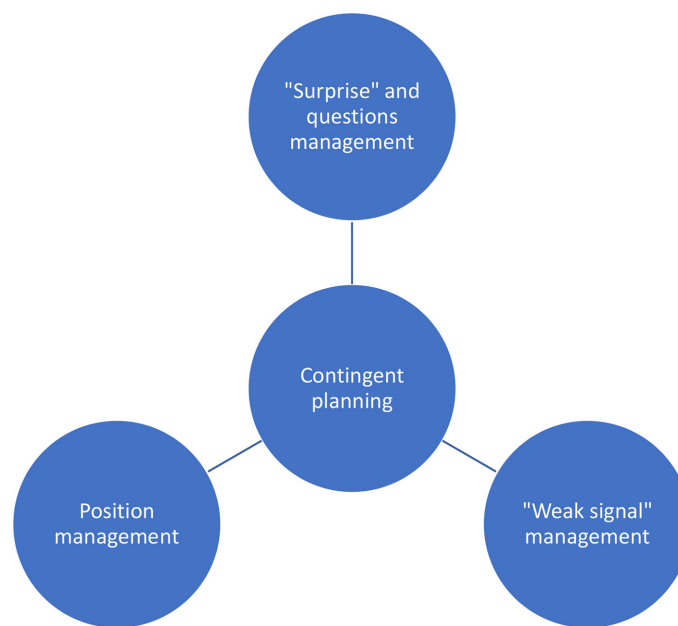 "Surprise" and
questions
management
Contingent
planning
Position
management
"Weak signal"
management